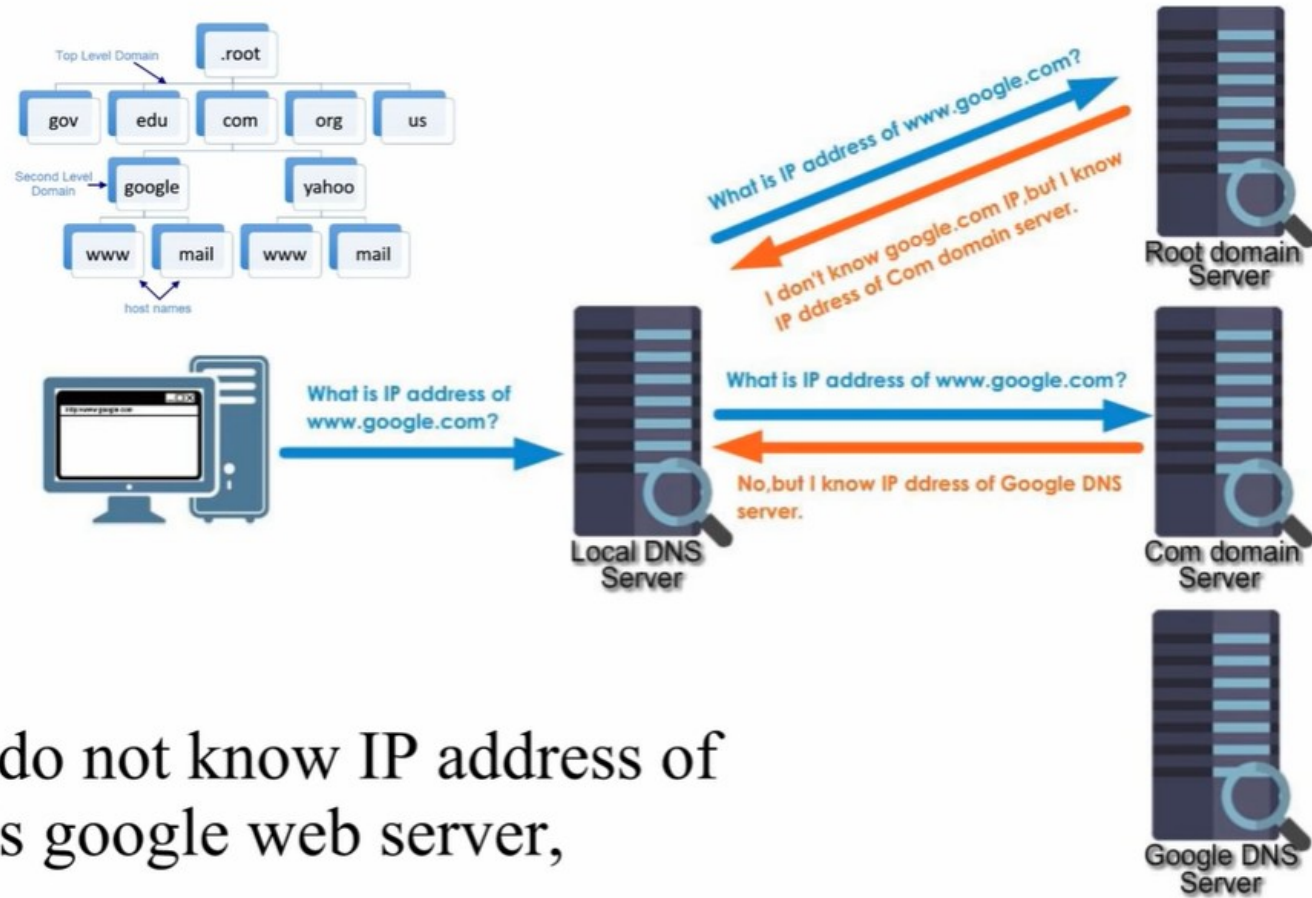 .root
Top Level Domain
gov
edu
com
org
us
Second Level
Domain
google
yahoo
www
mail
www
mail
host names
What is IP address of
www.google.com?
Local DNS
Server
What is IP address of www.google.com?
I don't know google.com IP,but I know
IP ddress of Com domain server.
Root domain
Server
What is IP address of www.google.com?
No,but I know IP ddress of Google DNS
server.
Com domain
Server
Google DNS
Server
do not know IP address of
s google web server,